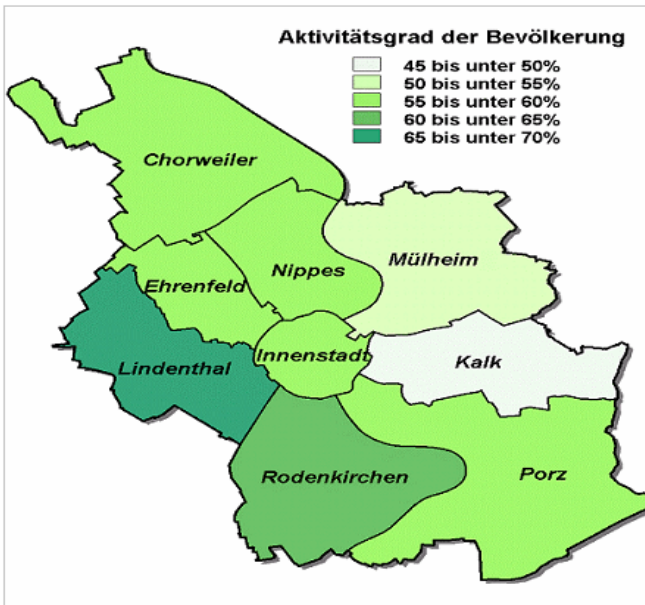 Aktivitätsgrad der Bevölkerung
45 bis unter 50%
50 bis unter 55%
55 bis unter 60%
60 bis unter 65%
65 bis unter 70%
Chorweiler
Nippes
Mülheim
Ehrenfeld
Innenstadt
Lindenthal
Kalk
Rodenkirchen
Porz